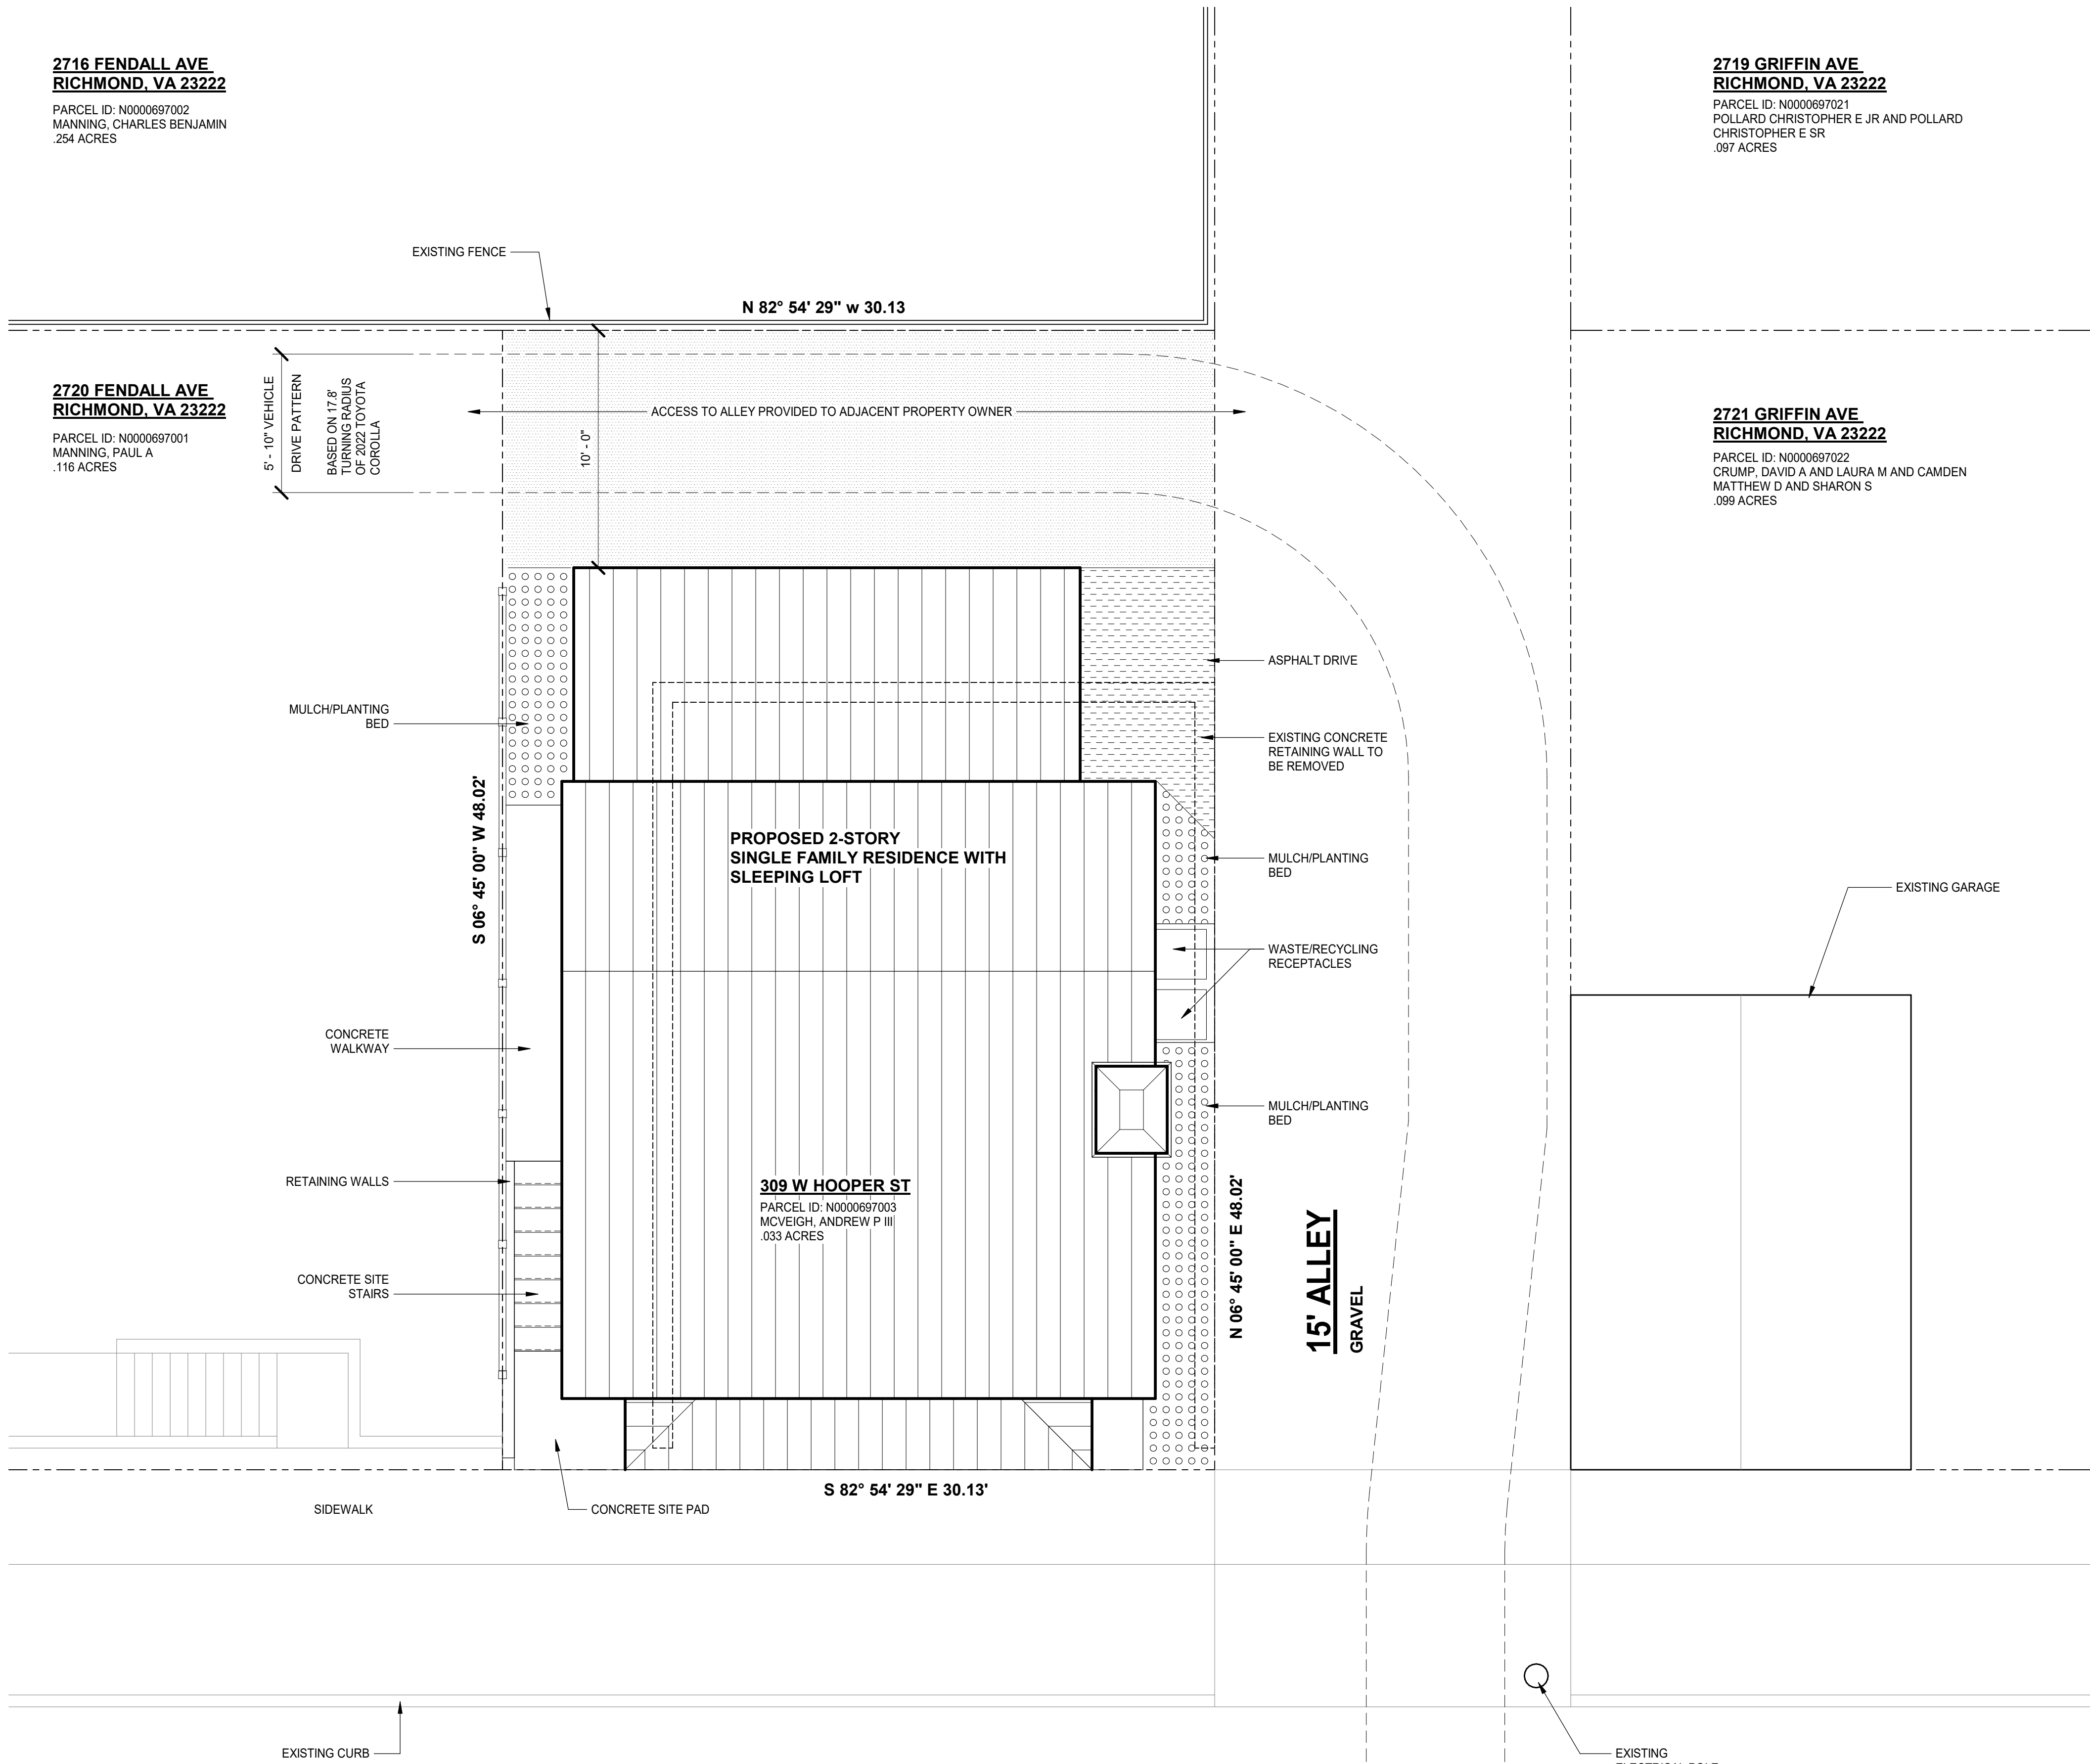 2716 FENDALL AVE
RICHMOND, VA 23222
PARCEL ID: N0000697002
MANNING, CHARLES BENJAMIN
.254 ACRES
2719 GRIFFIN AVE
RICHMOND, VA 23222
PARCEL ID: N0000697021
POLLARD CHRISTOPHER E JR AND POLLARD
CHRISTOPHER E SR
.097 ACRES
EXISTING FENCE
N 82° 54' 29" w 30.13
2720 FENDALL AVE
RICHMOND, VA 23222
PARCEL ID: N0000697001
MANNING, PAUL A
.116 ACRES
5' - 10" VEHICLE
DRIVE PATTERN
BASED ON 17.8'
TURNING RADIUS
OF 2022 TOYOTA
COROLLA
ACCESS TO ALLEY PROVIDED TO ADJACENT PROPERTY OWNER
10' - 0"
2721 GRIFFIN AVE
RICHMOND, VA 23222
PARCEL ID: N0000697022
CRUMP, DAVID A AND LAURA M AND CAMDEN
MATTHEW D AND SHARON S
.099 ACRES
ASPHALT DRIVE
MULCH/PLANTING
BED
EXISTING CONCRETE
RETAINING WALL TO
BE REMOVED
S 06° 45' 00" W 48.02'
PROPOSED 2-STORY
SINGLE FAMILY RESIDENCE WITH
SLEEPING LOFT
MULCH/PLANTING
BED
EXISTING GARAGE
WASTE/RECYCLING
RECEPTACLES
CONCRETE
WALKWAY
MULCH/PLANTING
BED
RETAINING WALLS
309 W HOOPER ST
PARCEL ID: N0000697003
MCVEIGH, ANDREW P III
.033 ACRES
N 06° 45' 00" E 48.02'
15' ALLEY
GRAVEL
CONCRETE SITE
STAIRS
S 82° 54' 29" E 30.13'
SIDEWALK
CONCRETE SITE PAD
EXISTING CURB
EXISTING